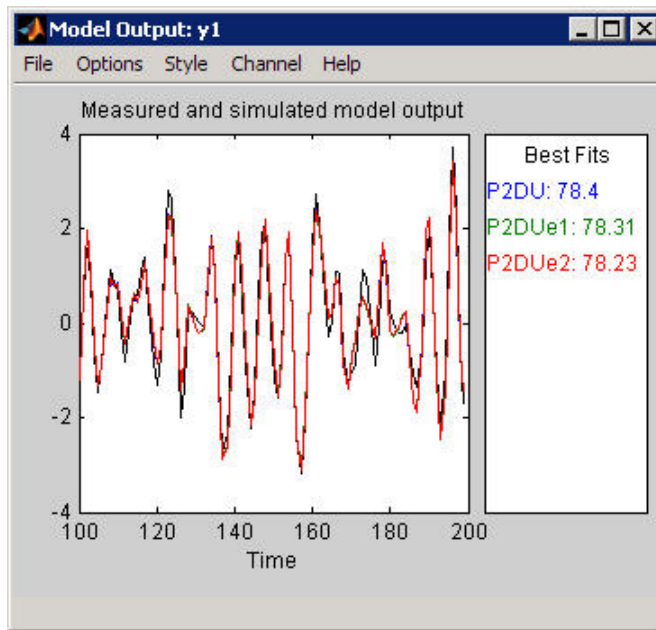 Model Output: y1
File Options Style Channel Help
Measured and simulated model output
4
2
0
-2
-4
100 120 140 160 180 200
Time
Best Fits
P2DU: 78.4
P2DUe1: 78.31
P2DUe2: 78.23